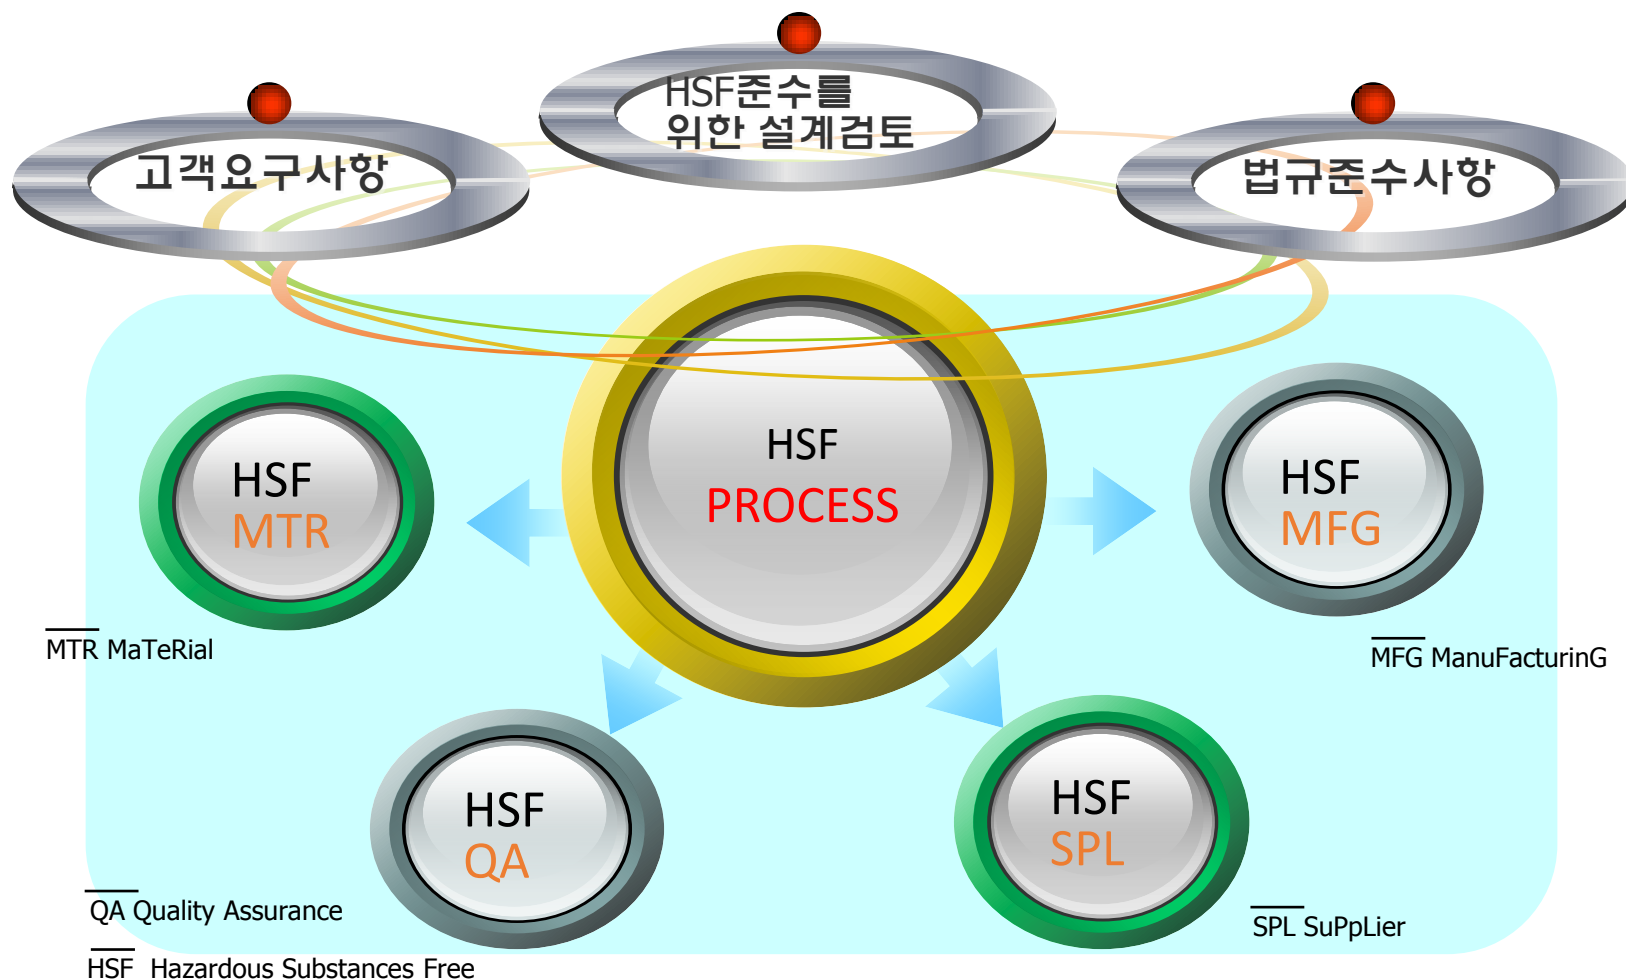 HSF준수를
위한 설계검토
고객요구사항
법규준수사항
HSF
PROCESS
HSF
MTR
HSF
MFG
MTR MaTeRial
MFG ManuFacturinG
HSF
QA
HSF
SPL
QA Quality Assurance
SPL SuPpLier
HSF Hazardous Substances Free